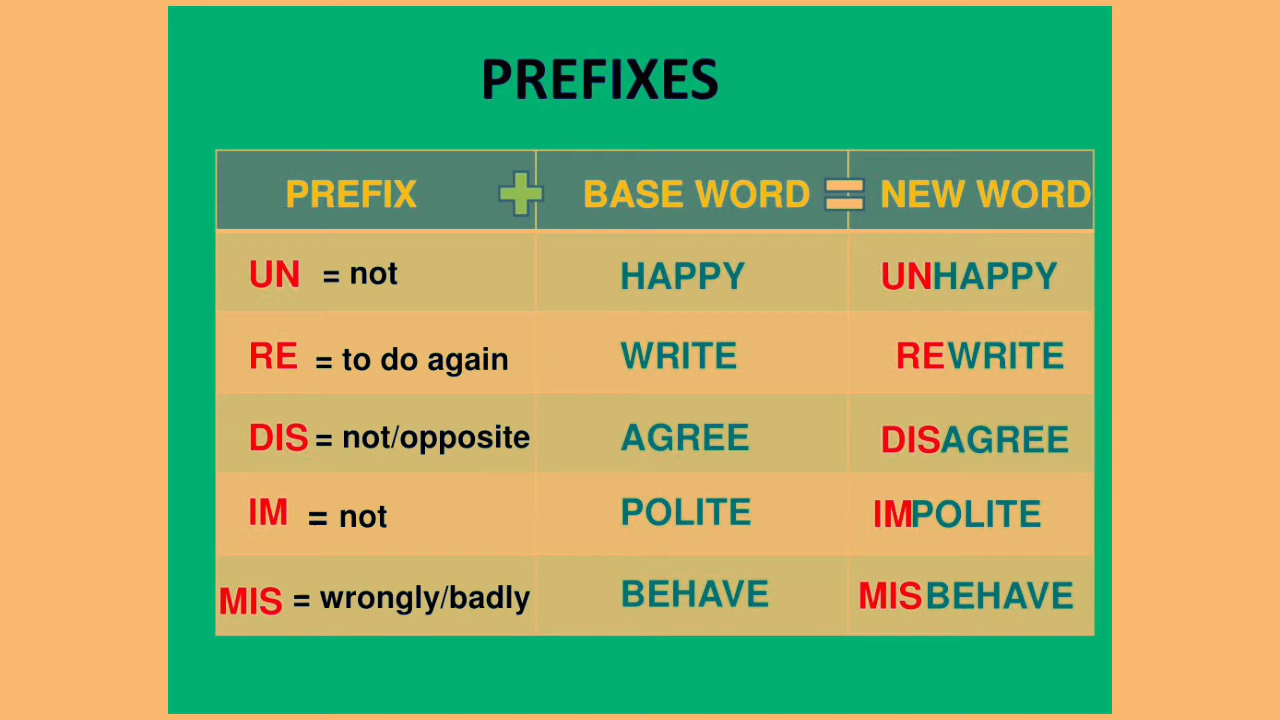 PREFIXES
PREFIX + BASE WORD = NEW WORD
UN = not HAPPY UNHAPPY
RE = to do again WRITE REWRITE
DIS = not/opposite AGREE DISAGREE
IM = not POLITE IMPOLITE
MIS = wrongly/badly BEHAVE MISBEHAVE